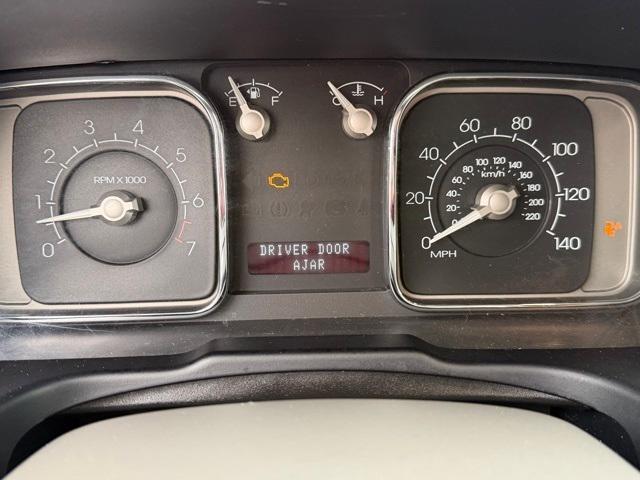 E F
C H
RPM X 1000
0 1 2 3 4 5 6 7
DRIVER DOOR
AJAR
0 20 40 60 80 100 120 140
MPH
0 20 40 60 80 100 120 140 160 180 200 220
km/h